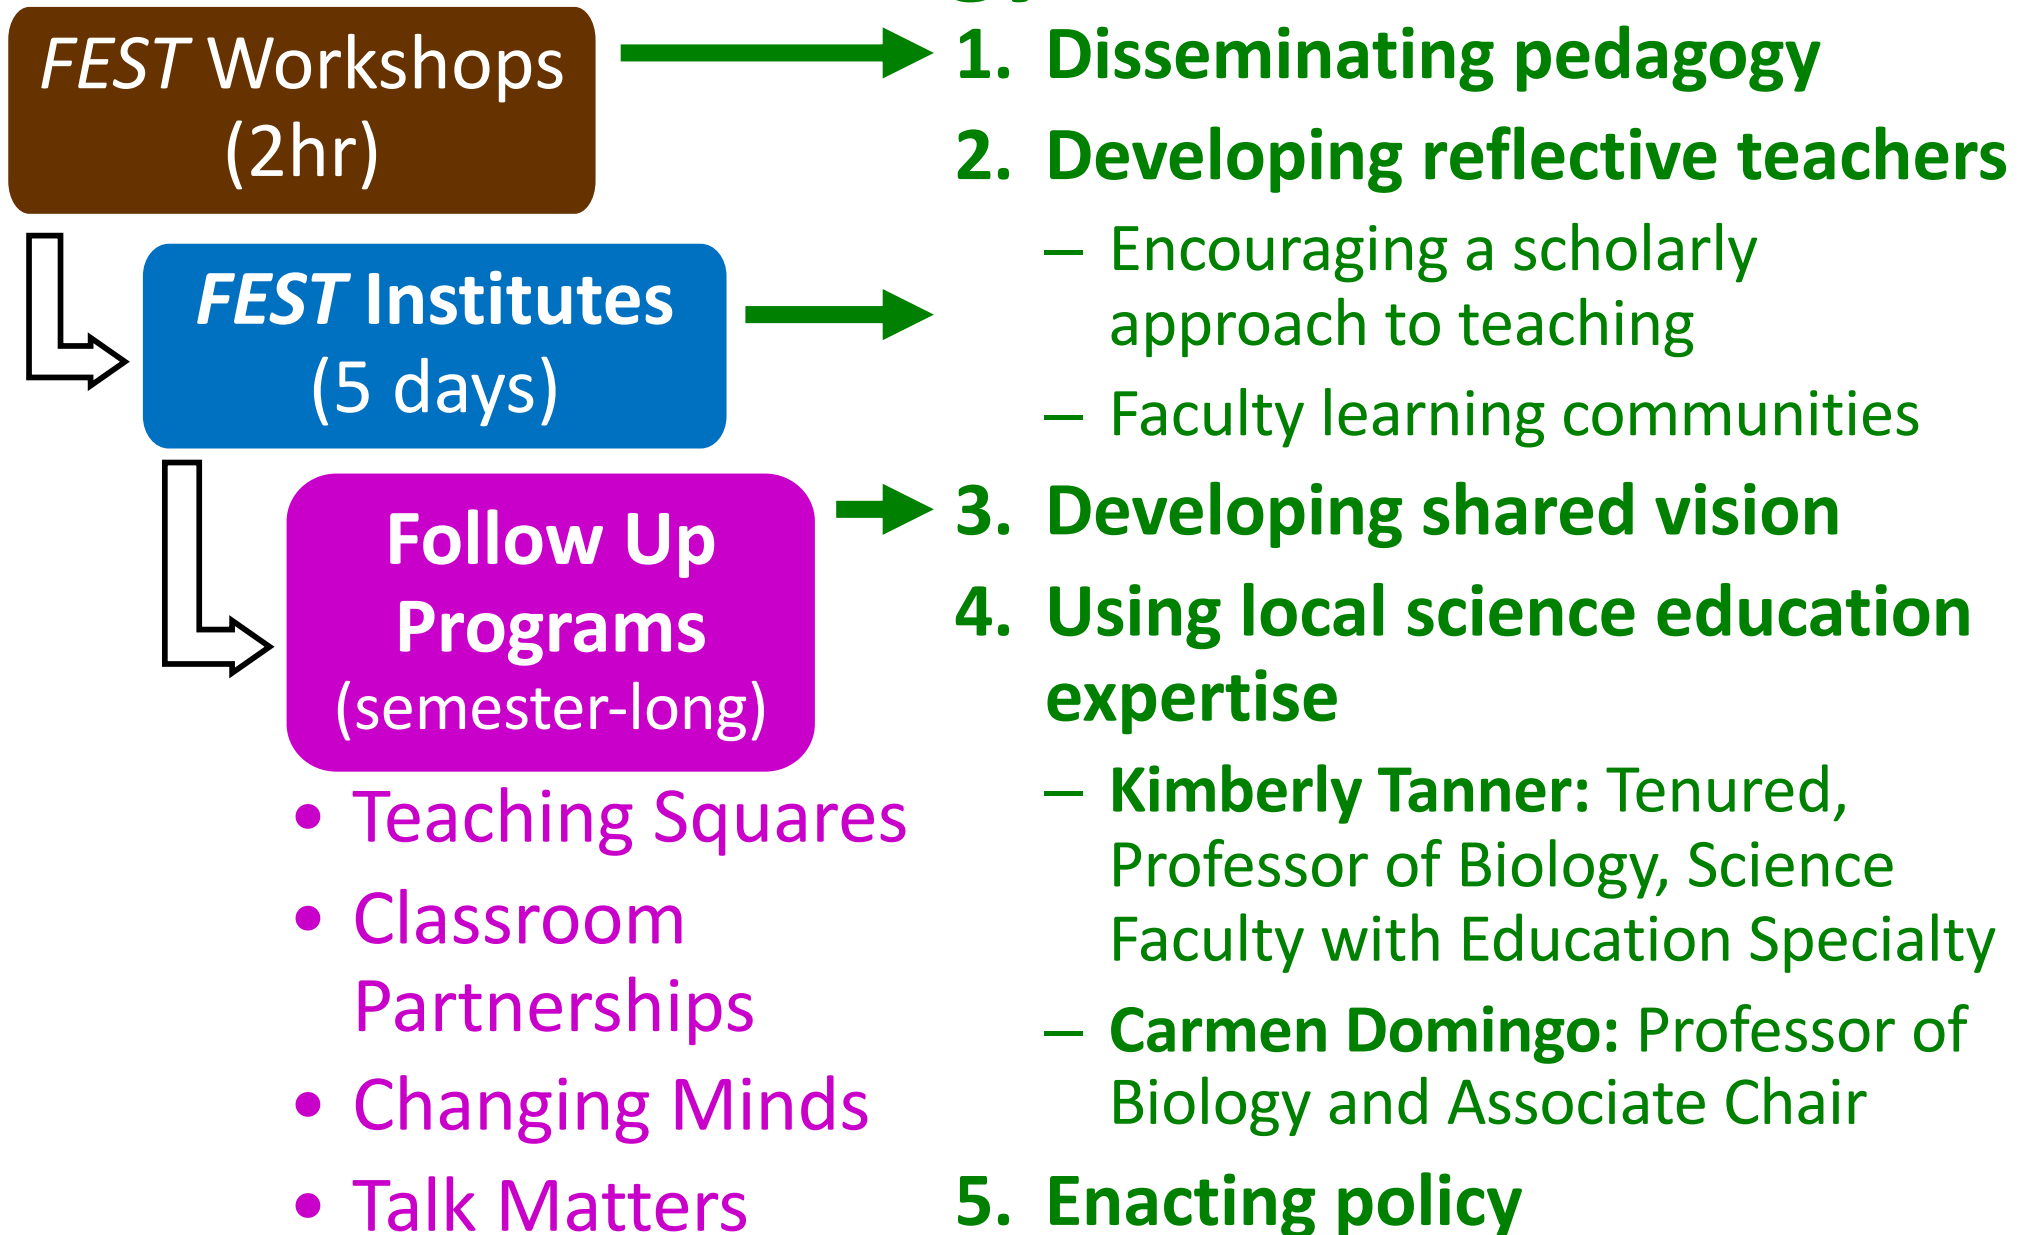 FEST Workshops
(2hr)
FEST Institutes
(5 days)
Follow Up
Programs
(semester-long)
• Teaching Squares
• Classroom
Partnerships
• Changing Minds
• Talk Matters
1. Disseminating pedagogy
2. Developing reflective teachers
– Encouraging a scholarly
approach to teaching
– Faculty learning communities
3. Developing shared vision
4. Using local science education
expertise
– Kimberly Tanner: Tenured,
Professor of Biology, Science
Faculty with Education Specialty
– Carmen Domingo: Professor of
Biology and Associate Chair
5. Enacting policy